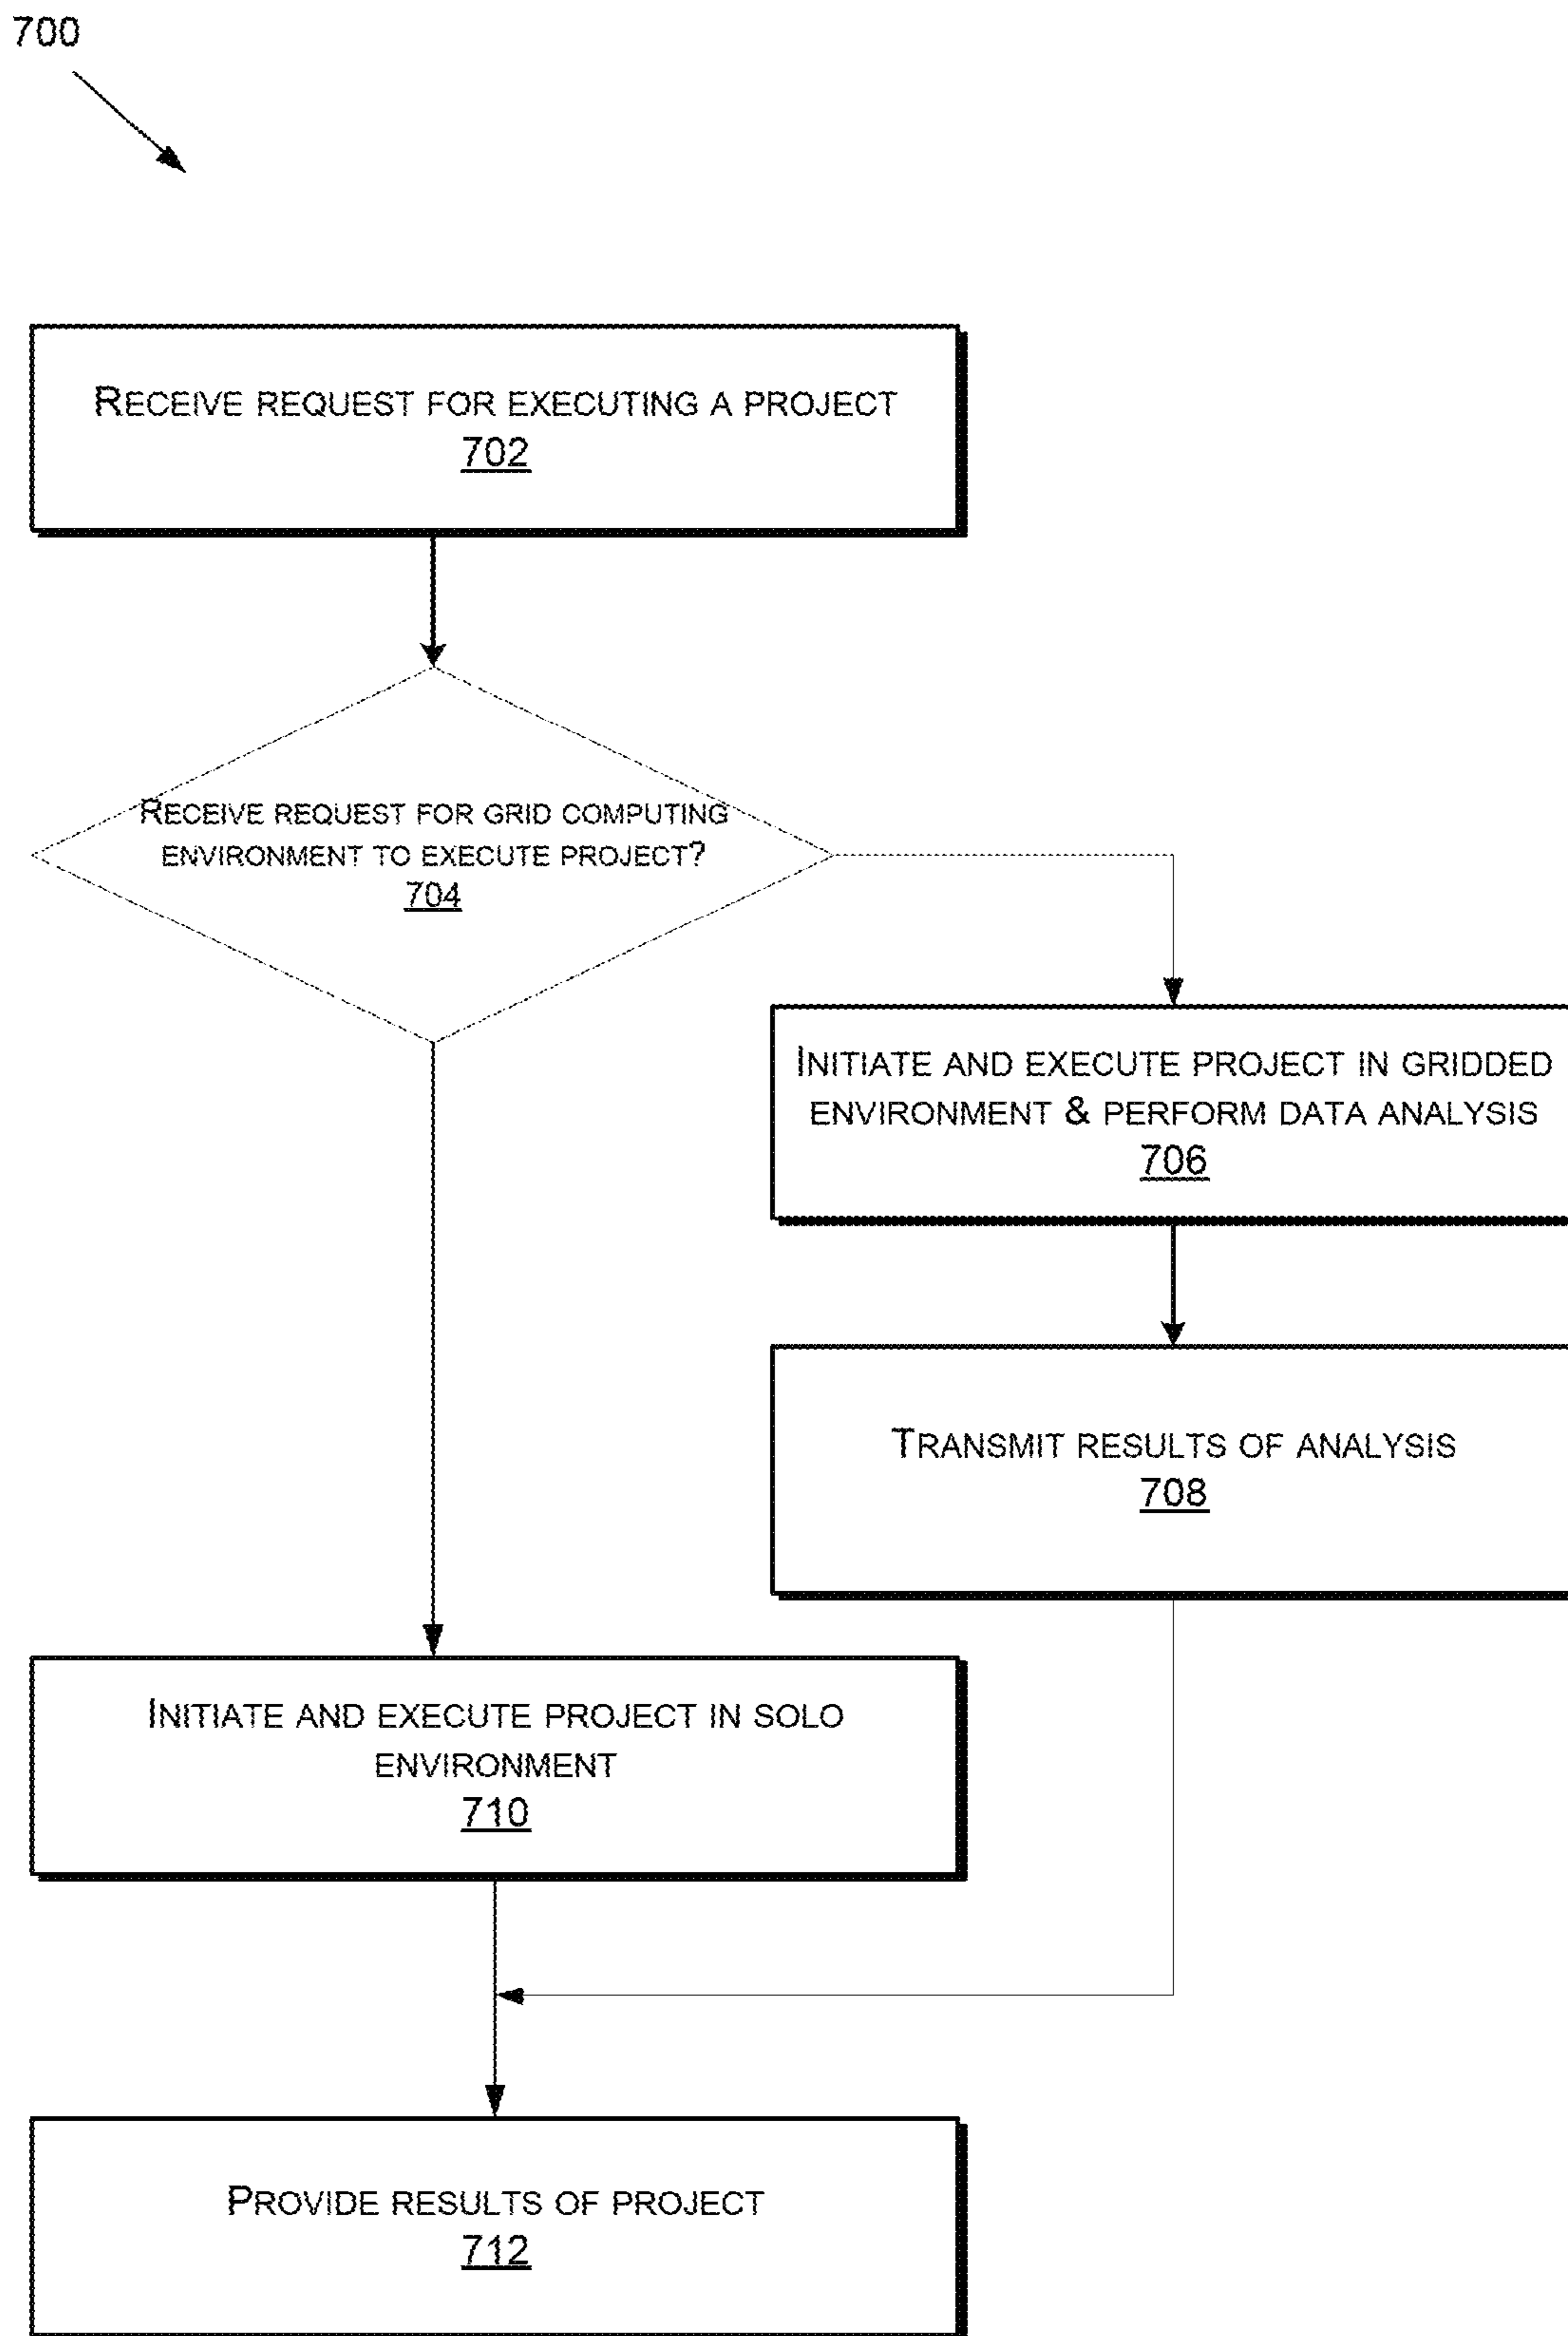 700
RECEIVE REQUEST FOR EXECUTING A PROJECT
702
RECEIVE REQUEST FOR GRID COMPUTING
ENVIRONMENT TO EXECUTE PROJECT?
704
INITIATE AND EXECUTE PROJECT IN GRIDDED
ENVIRONMENT & PERFORM DATA ANALYSIS
706
TRANSMIT RESULTS OF ANALYSIS
708
INITIATE AND EXECUTE PROJECT IN SOLO
ENVIRONMENT
710
PROVIDE RESULTS OF PROJECT
712